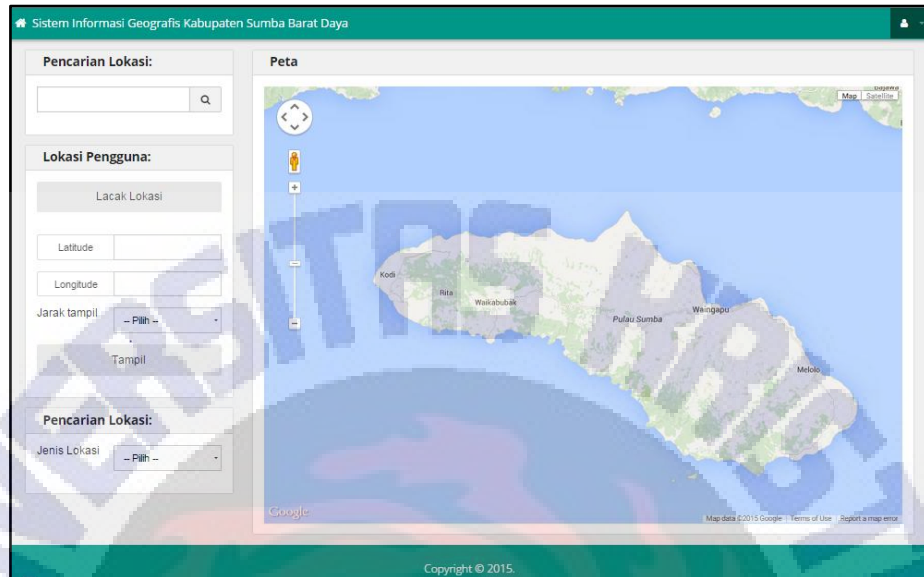 Sistem Informasi Geografis Kabupaten Sumba Barat Daya
Pencarian Lokasi:
Lokasi Pengguna:
Lacak Lokasi
Latitude
Longitude
Jarak tampil
-- Pilih --
Tampil
Pencarian Lokasi:
Jenis Lokasi
-- Pilih --
Peta
Bajawa
Map
Satellite
Kodi
Rita
Waikabubak
Pulau Sumba
Waingapu
Melolo
Google
Map data ©2015 Google
Terms of Use
Report a map error
Copyright © 2015.